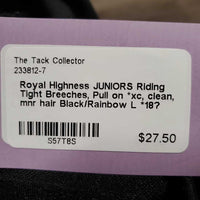 The Tack Collector
233812-7
Royal Highness JUNIORS Riding
Tight Breeches, Pull on *xc, clean,
mnr hair Black/Rainbow L *18?
S57T8S
$27.50